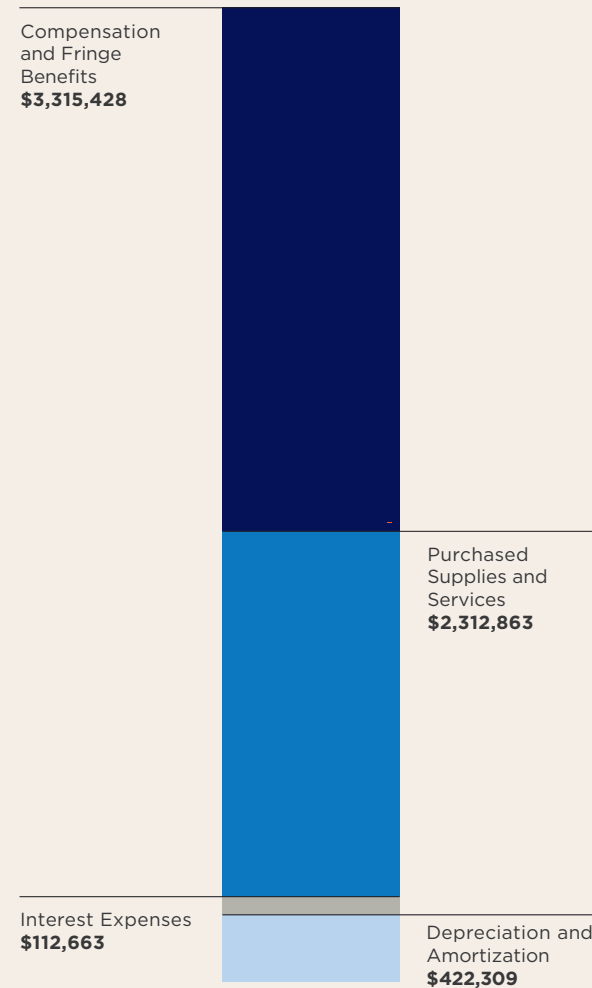 Compensation
and Fringe
Benefits
$3,315,428
Purchased
Supplies and
Services
$2,312,863
Interest Expenses
$112,663
Depreciation and
Amortization
$422,309